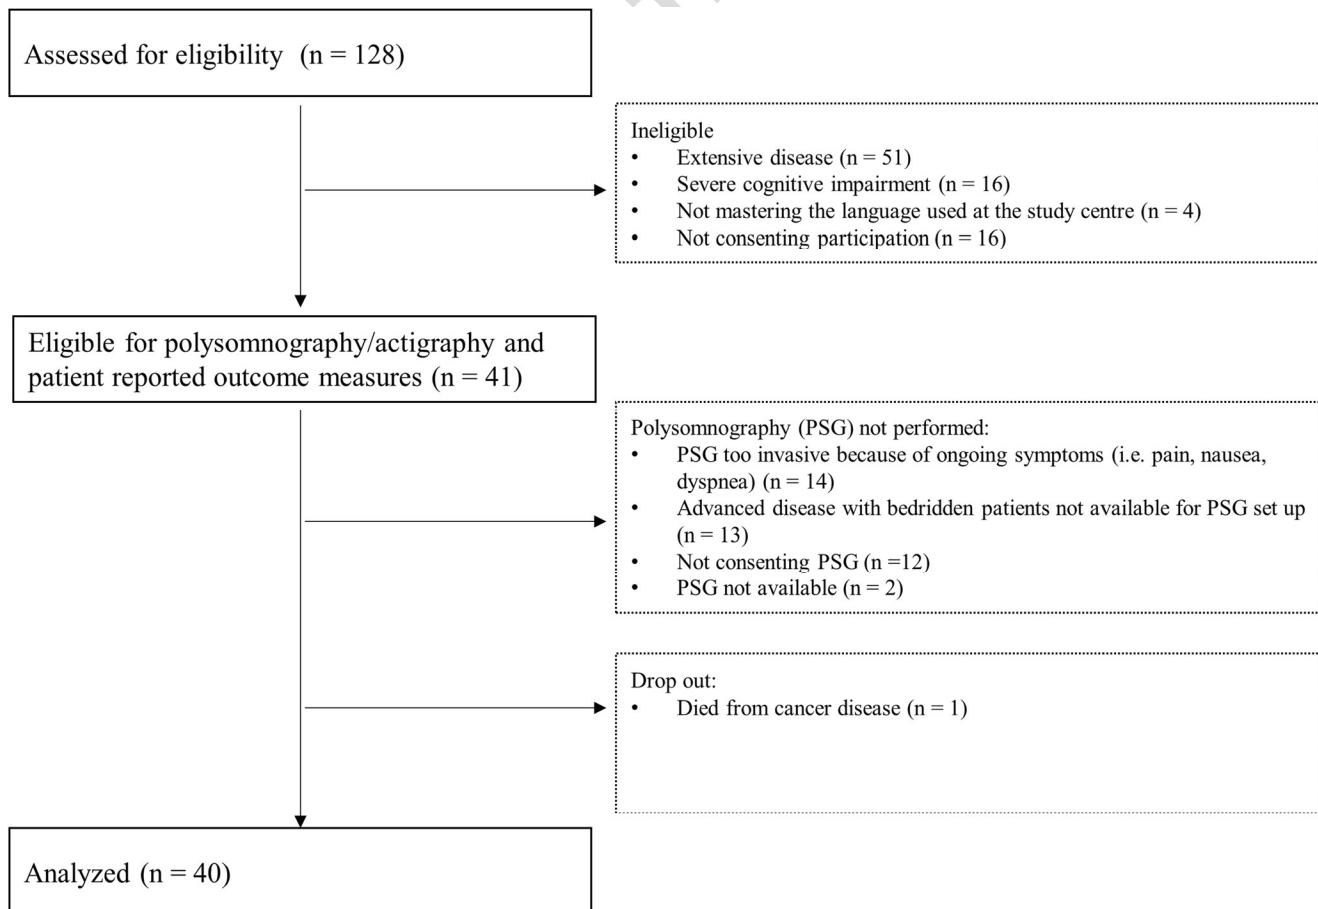 Assessed for eligibility (n = 128)
Ineligible
• Extensive disease (n = 51)
• Severe cognitive impairment (n = 16)
• Not mastering the language used at the study centre (n = 4)
• Not consenting participation (n = 16)
Eligible for polysomnography/actigraphy and
patient reported outcome measures (n = 41)
Polysomnography (PSG) not performed:
• PSG too invasive because of ongoing symptoms (i.e. pain, nausea,
dyspnea) (n = 14)
• Advanced disease with bedridden patients not available for PSG set up
(n = 13)
• Not consenting PSG (n =12)
• PSG not available (n = 2)
Drop out:
• Died from cancer disease (n = 1)
Analyzed (n = 40)